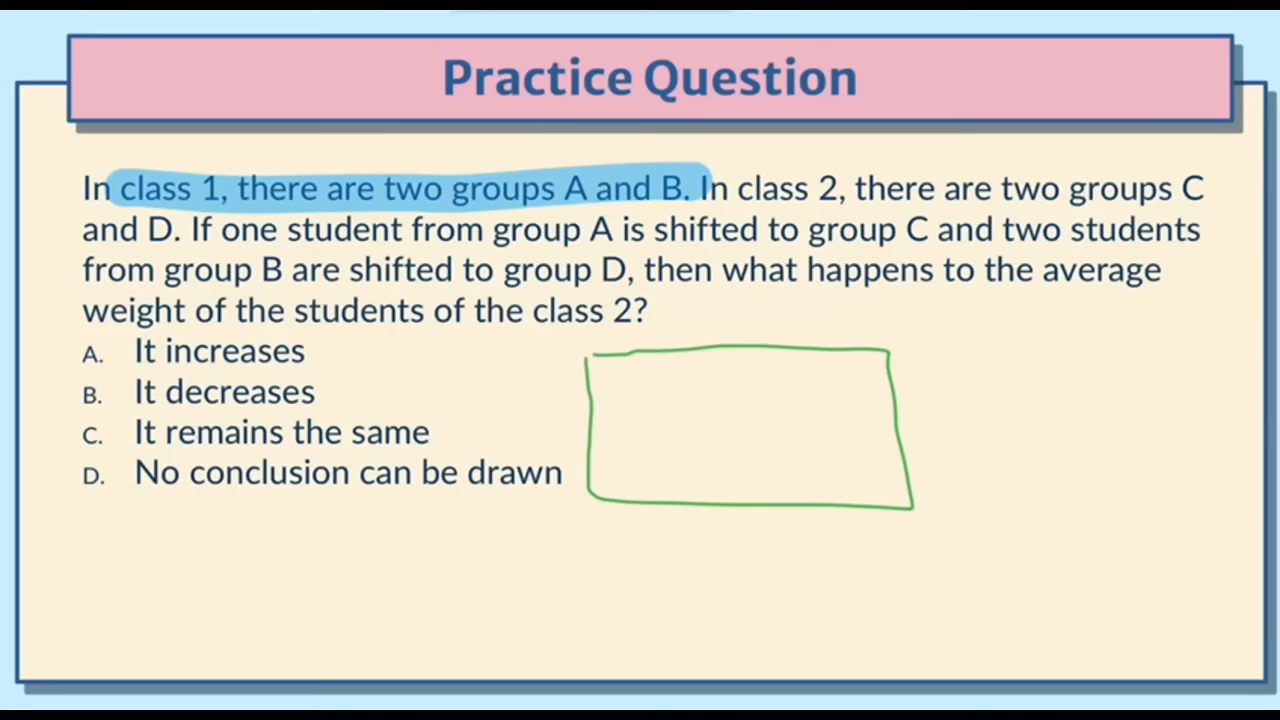 Practice Question
In class 1, there are two groups A and B. In class 2, there are two groups C
and D. If one student from group A is shifted to group C and two students
from group B are shifted to group D, then what happens to the average
weight of the students of the class 2?
A. It increases
B. It decreases
C. It remains the same
D. No conclusion can be drawn